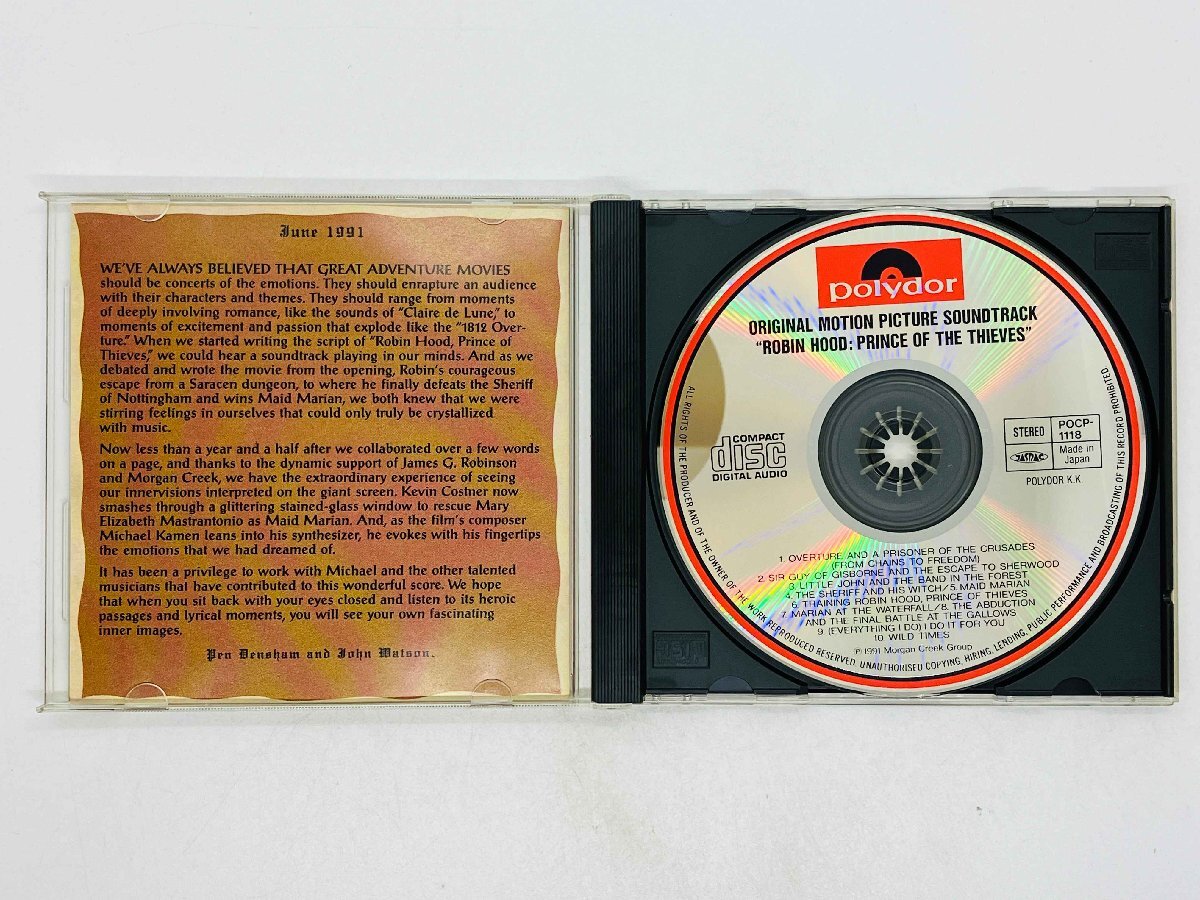 June 1991
WE'VE ALWAYS BELIEVED THAT GREAT ADVENTURE MOVIES
should be concerts of the emotions. They should enrapture an audience
with their characters and themes. They should range from moments
of deeply involving romance, like the sounds of "Claire de Lune," to
moments of excitement and passion that explode like the "1812 Over-
ture." When we started writing the script of "Robin Hood, Prince of
Thieves," we could hear a soundtrack playing in our minds. And as we
debated and wrote the movie from the opening, Robin's courageous
escape from a Saracen dungeon, to where he finally defeats the Sheriff
of Nottingham and wins Maid Marian, we both knew that we were
stirring feelings in ourselves that could only truly be crystallized
with music.
Now less than a year and a half after we collaborated over a few words
on a page, and thanks to the dynamic support of James G. Robinson
and Morgan Creek, we have the extraordinary experience of seeing
our innervisions interpreted on the giant screen. Kevin Costner now
smashes through a glittering stained-glass window to rescue Mary
Elizabeth Mastrantonio as Maid Marian. And, as the film's composer
Michael Kamen leans into his synthesizer, he evokes with his fingertips
the emotions that we had dreamed of.
It has been a privilege to work with Michael and the other talented
musicians that have contributed to this wonderful score. We hope
that when you sit back with your eyes closed and listen to its heroic
passages and lyrical moments, you will see your own fascinating
inner images.
Pen Densham and John Watson.
polydor
ORIGINAL MOTION PICTURE SOUNDTRACK
"ROBIN HOOD: PRINCE OF THE THIEVES"
COMPACT
disc
DIGITAL AUDIO
STEREO
POCP-
1118
JASRAC
Made in
Japan
POLYDOR K.K
1. OVERTURE AND A PRISONER OF THE CRUSADES
(FROM CHAINS TO FREEDOM)
2. SIR GUY OF GISBORNE AND THE ESCAPE TO SHERWOOD
3. LITTLE JOHN AND THE BAND IN THE FOREST
4. THE SHERIFF AND HIS WITCH/5. MAID MARIAN
6. THAINING ROBIN HOOD, PRINCE OF THIEVES
7. MARIAN AT THE WATERFALL/8. THE ABDUCTION
AND THE FINAL BATTLE AT THE GALLOWS
9. (EVERYTHING I DO) I DO IT FOR YOU
10. WILD TIMES
℗1991 Morgan Creek Group
ALL RIGHTS OF THE PRODUCER AND OF THE OWNER OF THE WORK REPRODUCED RESERVED. UNAUTHORISED COPYING, HIRING, LENDING, PUBLIC PERFORMANCE AND BROADCASTING OF THIS RECORD PROHIBITED.